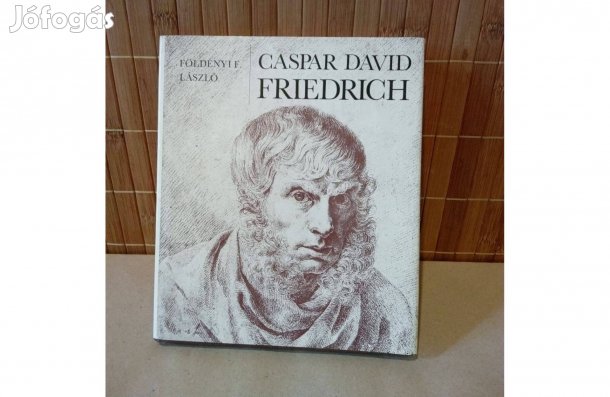 Jófogás
FÖLDÉNYI F.
LÁSZLÓ
CASPAR DAVID
FRIEDRICH